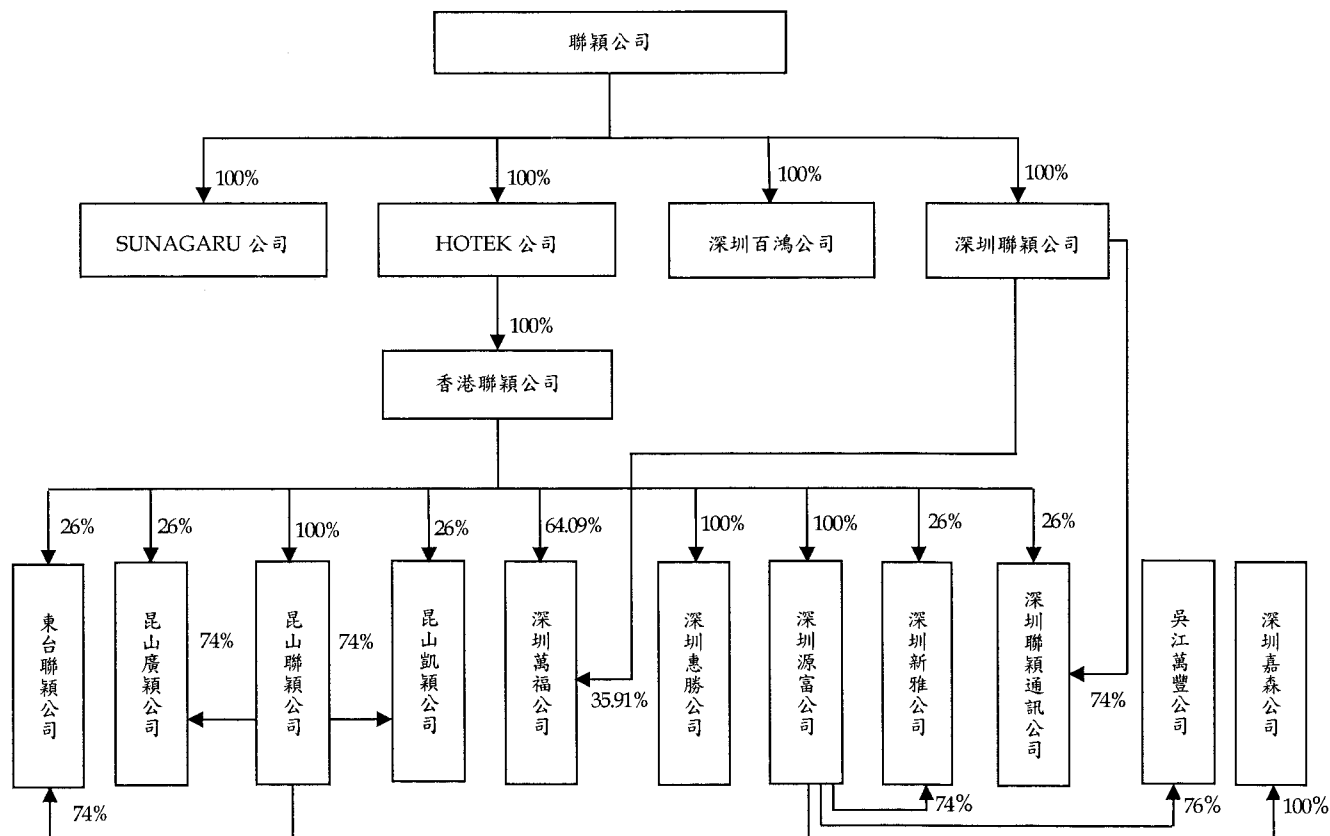 聯穎公司
100%
100%
100%
100%
SUNAGARU 公司
HOTEK 公司
深圳百鴻公司
深圳聯穎公司
100%
香港聯穎公司
26%
26%
100%
26%
64.09%
100%
100%
26%
26%
東台聯穎公司
昆山廣穎公司
昆山聯穎公司
昆山凱穎公司
深圳萬福公司
深圳惠勝公司
深圳源富公司
深圳新雅公司
深圳聯穎通訊公司
吳江萬豐公司
深圳嘉森公司
74%
74%
35.91%
74%
74%
74%
76%
100%